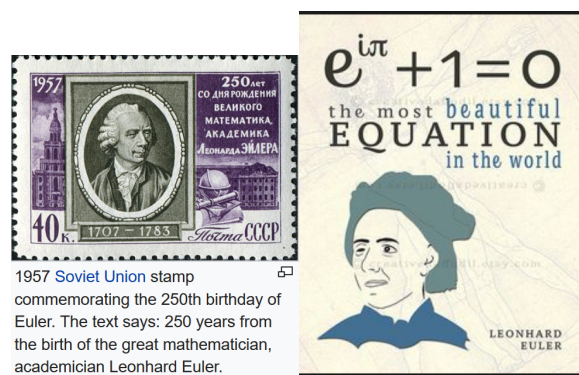 1957
250 лет
СО ДНЯ РОЖДЕНИЯ
ВЕЛИКОГО
МАТЕМАТИКА,
АКАДЕМИКА
ЛЕОНАРДА ЭЙЛЕРА
40 к.
1707 – 1783
Почта СССР
1957 Soviet Union stamp
commemorating the 250th birthday of
Euler. The text says: 250 years from
the birth of the great mathematician,
academician Leonhard Euler.
e^{iπ} + 1 = 0
the most beautiful
EQUATION
in the world
LEONHARD
EULER